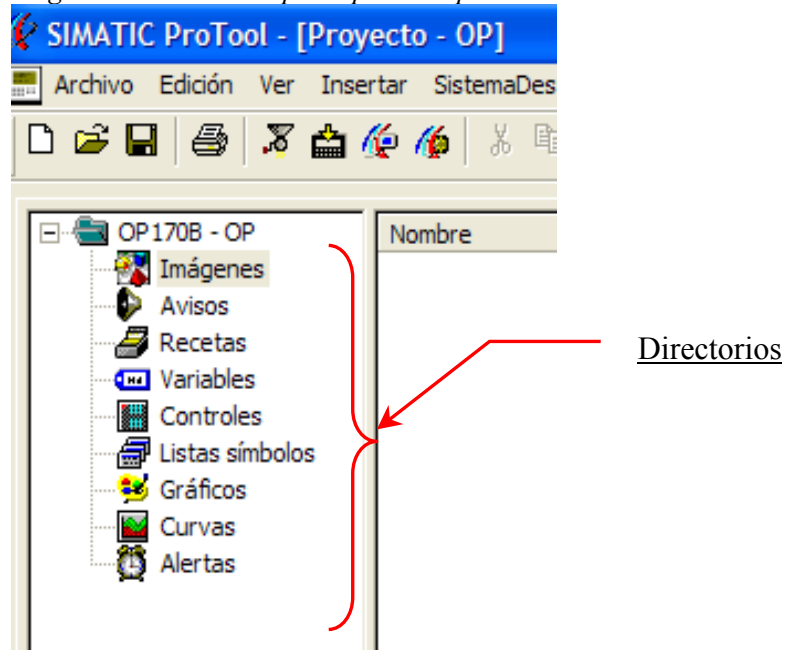 SIMATIC ProTool - [Proyecto - OP]
Archivo Edición Ver Insertar SistemaDes
OP170B - OP
Nombre
Imágenes
Avisos
Recetas
Variables
Controles
Listas símbolos
Gráficos
Curvas
Alertas
Directorios